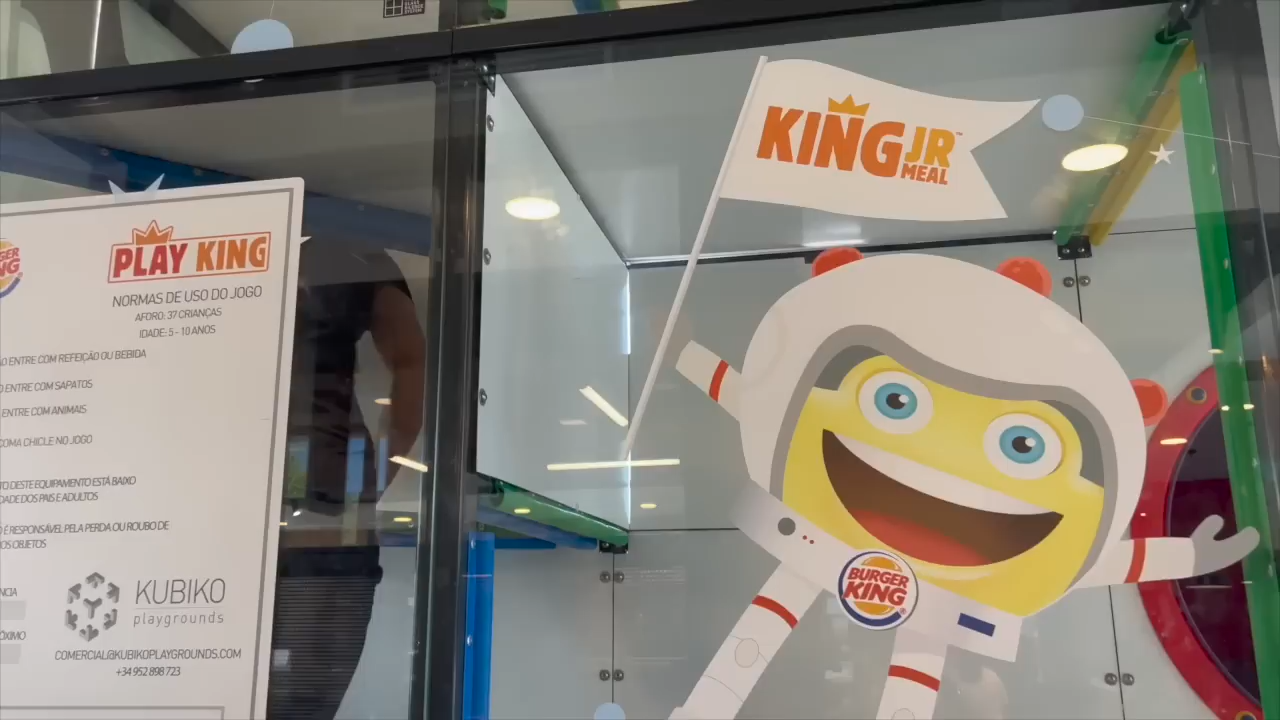 KING JR
MEAL
PLAY KING
NORMAS DE USO DO JOGO
AFORO: 37 CRIANÇAS
IDADE: 5 - 10 ANOS
ENTRE COM REFEIÇÃO OU BEBIDA
ENTRE COM SAPATOS
ENTRE COM ANIMAIS
COMA CHICLE NO JOGO
DESTE EQUIPAMENTO ESTÁ BAIXO
DOS PAIS E ADULTOS
É RESPONSÁVEL PELA PERDA OU ROUBO DE
OBJETOS
KUBIKO
playgrounds
COMERCIAL@KUBIKOPLAYGROUNDS.COM
+34 952 898 723
BURGER
KING